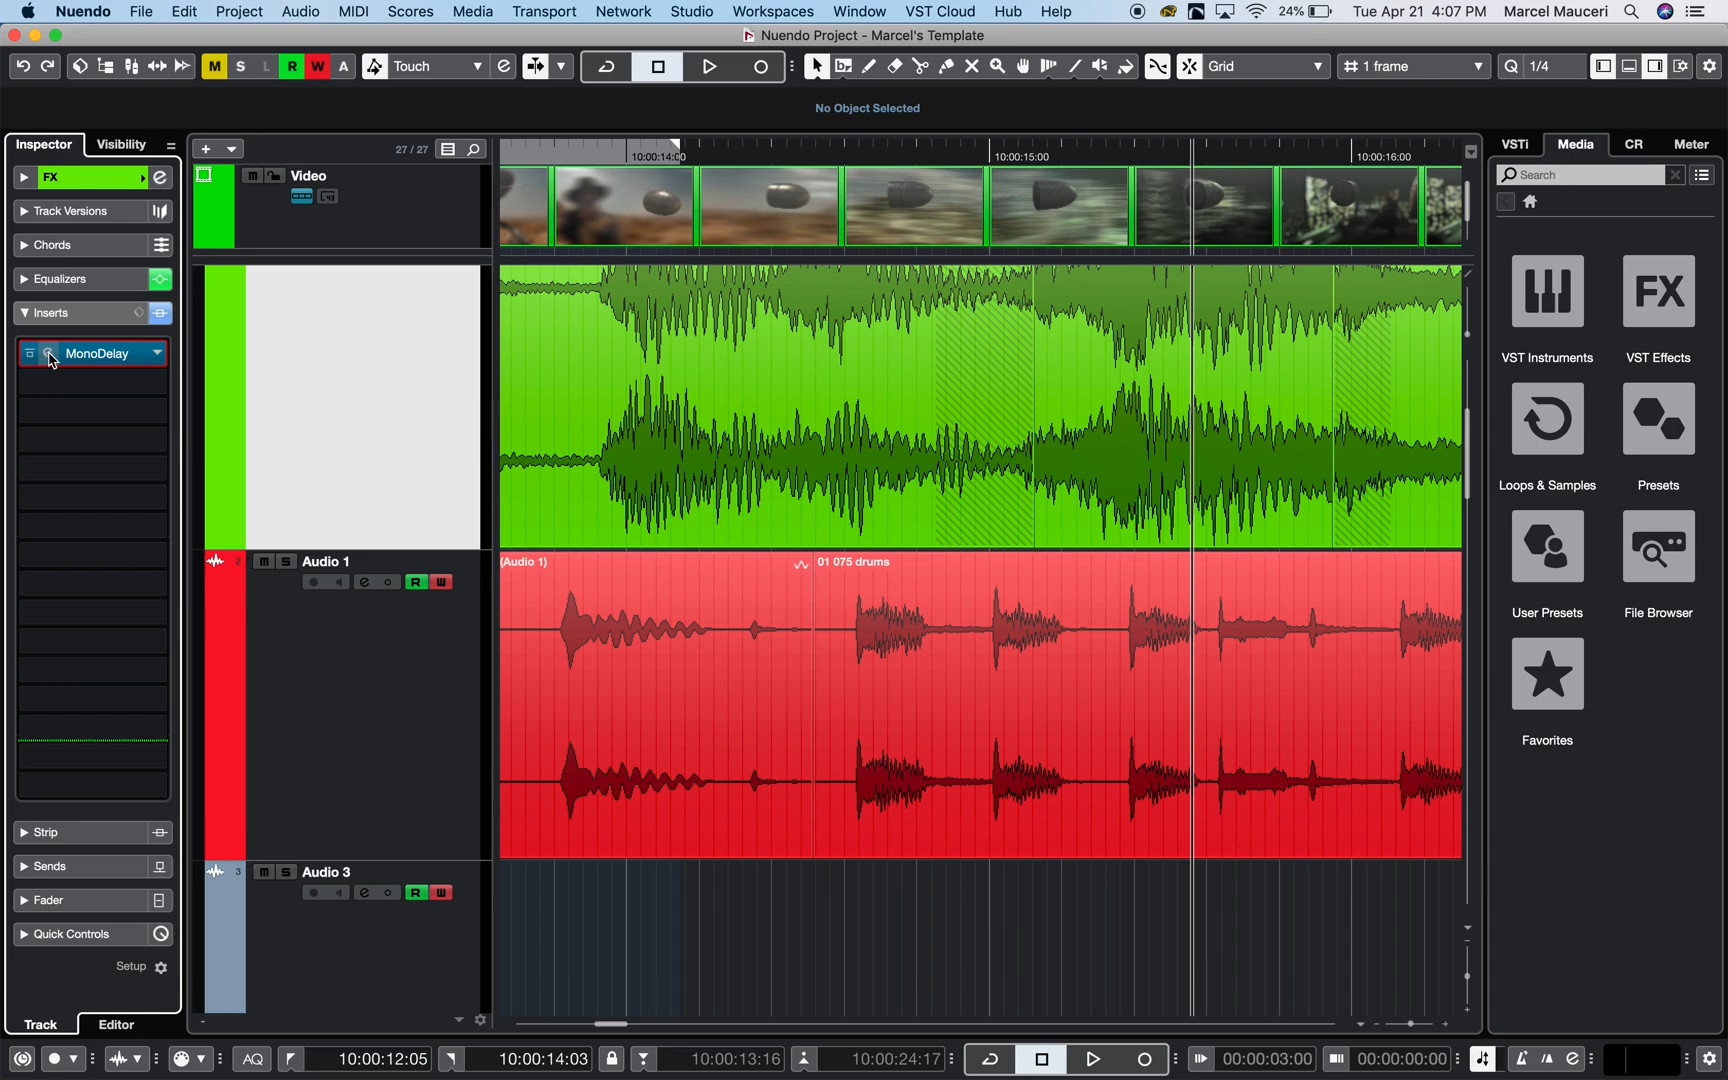 Nuendo File Edit Project Audio MIDI Scores Media Transport Network Studio Workspaces Window VST Cloud Hub Help 24% Tue Apr 21 4:07 PM Marcel Mauceri
Nuendo Project - Marcel's Template
M S L R W A Touch Grid 1 frame Q 1/4
No Object Selected
Inspector Visibility
27 / 27
10:00:14:00 10:00:15:00 10:00:16:00
VSTi Media CR Meter
FX
Video
Search
Track Versions
Chords
Equalizers
Inserts
MonoDelay
VST Instruments
FX
VST Effects
Loops & Samples
Presets
2 m S Audio 1
R W
(Audio 1) 01 075 drums
User Presets
File Browser
Favorites
Strip
Sends
3 m S Audio 3
R W
Fader
Quick Controls
Setup
Track Editor
AQ 10:00:12:05 10:00:14:03 10:00:13:16 10:00:24:17 00:00:03:00 00:00:00:00